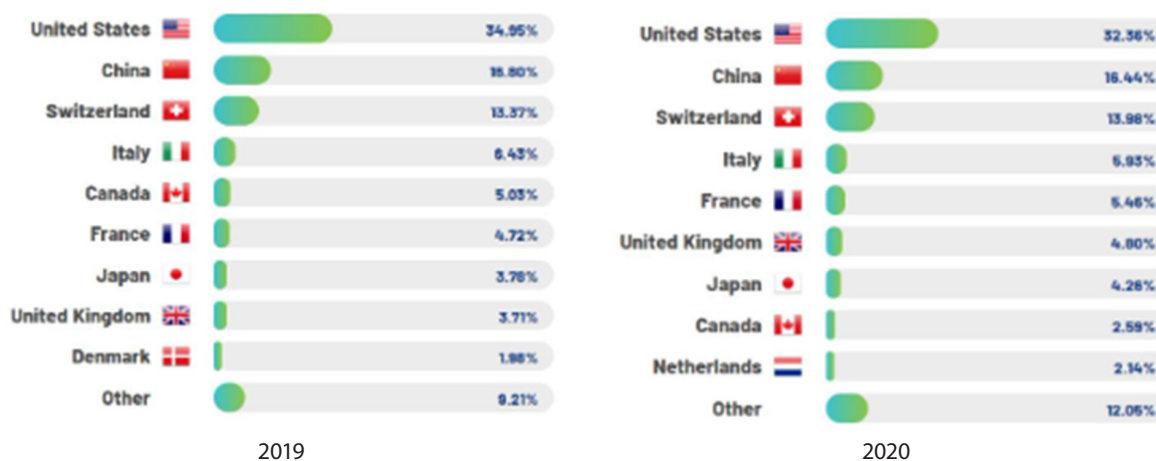 United States 34.95%
China 16.80%
Switzerland 13.37%
Italy 6.43%
Canada 5.03%
France 4.72%
Japan 3.78%
United Kingdom 3.71%
Denmark 1.98%
Other 9.21%
2019
United States 32.36%
China 16.44%
Switzerland 13.98%
Italy 5.93%
France 5.46%
United Kingdom 4.80%
Japan 4.26%
Canada 2.59%
Netherlands 2.14%
Other 12.05%
2020